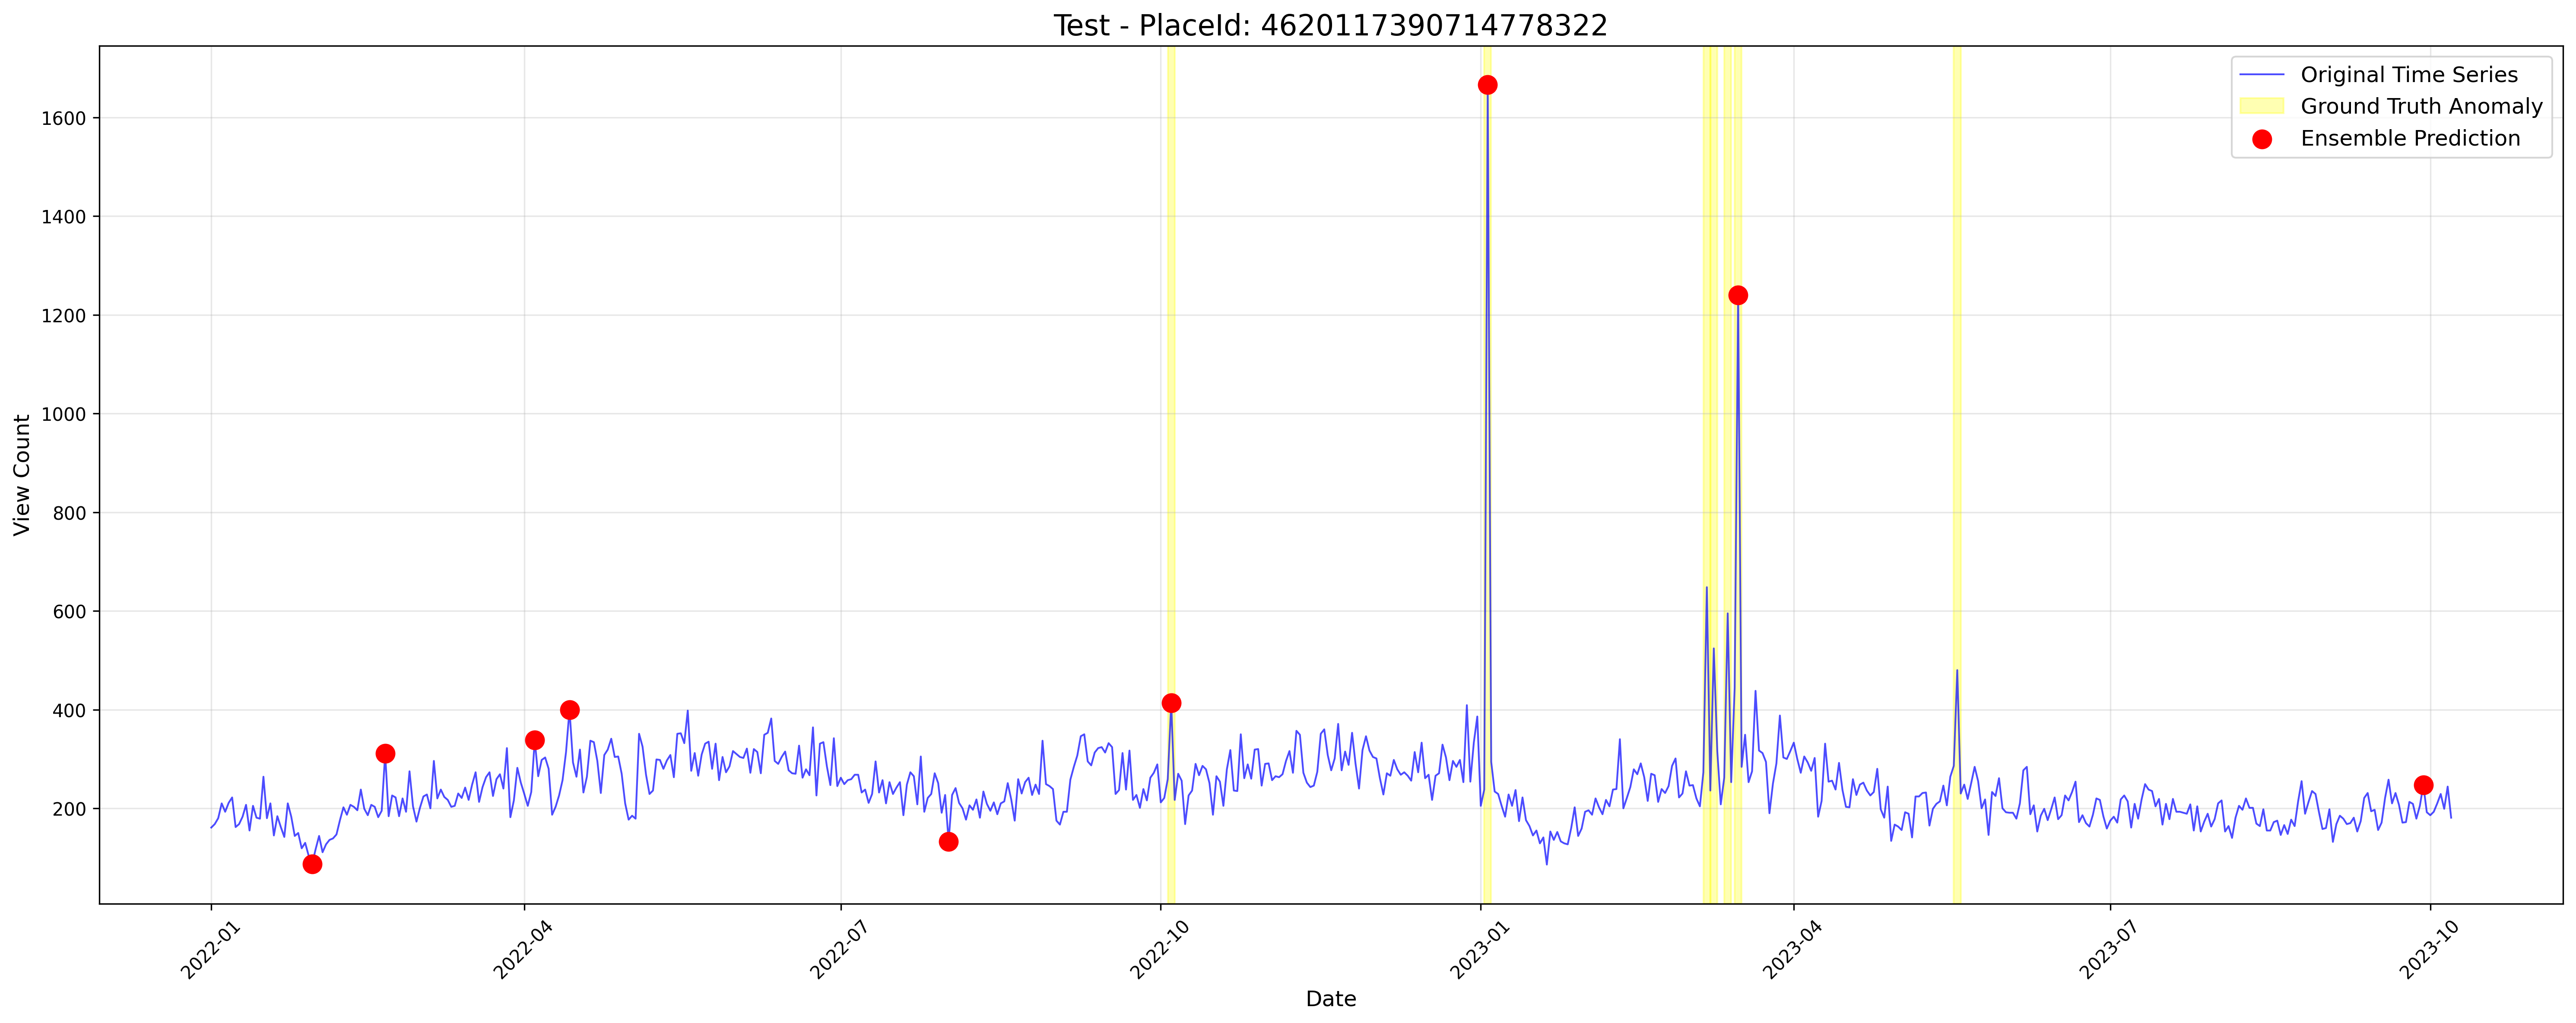 Test - PlaceId: 4620117390714778322
Original Time Series
Ground Truth Anomaly
Ensemble Prediction
View Count
1600
1400
1200
1000
800
600
400
200
2022-01
2022-04
2022-07
2022-10
2023-01
2023-04
2023-07
2023-10
Date